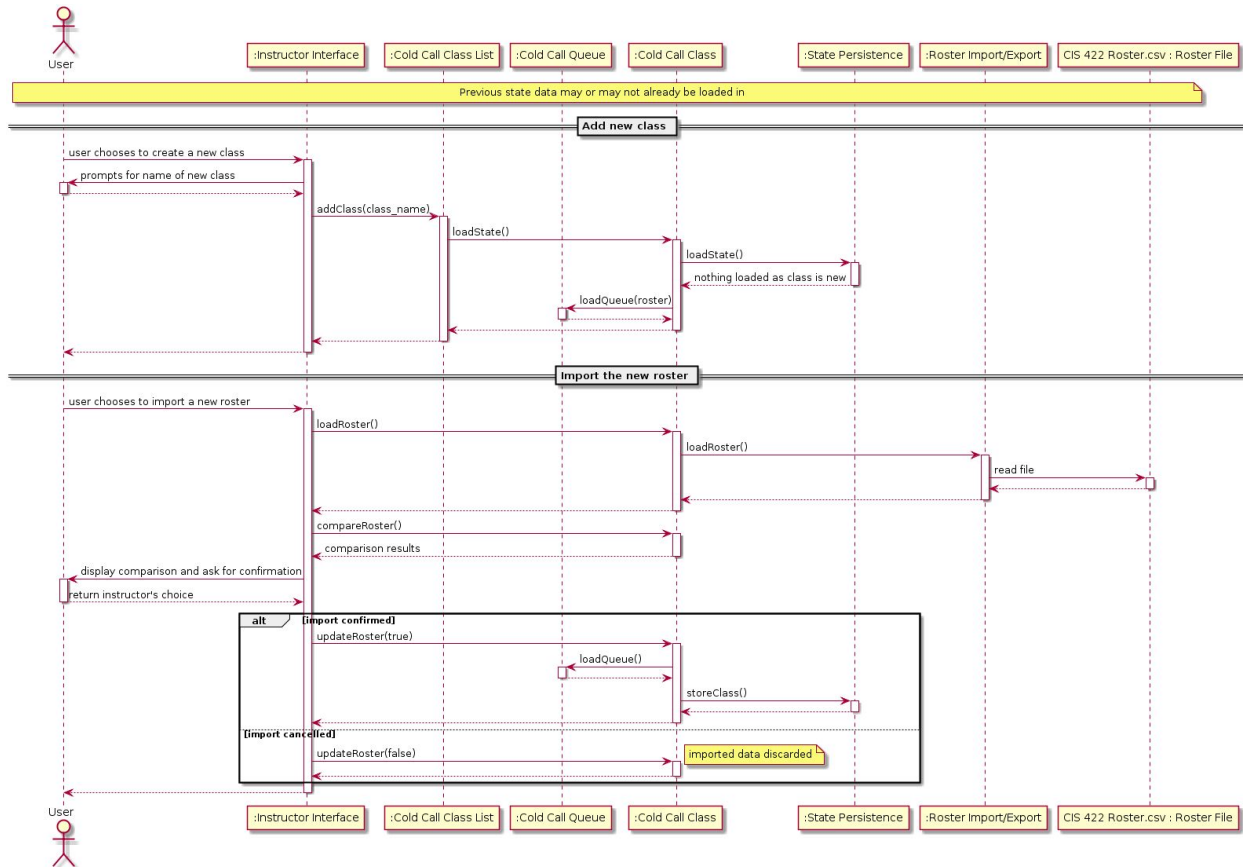 User
:Instructor Interface
:Cold Call Class List
:Cold Call Queue
:Cold Call Class
:State Persistence
:Roster Import/Export
CIS 422 Roster.csv : Roster File
Previous state data may or may not already be loaded in
Add new class
user chooses to create a new class
prompts for name of new class
addClass(class_name)
loadState()
loadState()
nothing loaded as class is new
loadQueue(roster)
Import the new roster
user chooses to import a new roster
loadRoster()
loadRoster()
read file
compareRoster()
comparison results
display comparison and ask for confirmation
return instructor's choice
alt
[import confirmed]
updateRoster(true)
loadQueue()
storeClass()
[import cancelled]
updateRoster(false)
imported data discarded
User
:Instructor Interface
:Cold Call Class List
:Cold Call Queue
:Cold Call Class
:State Persistence
:Roster Import/Export
CIS 422 Roster.csv : Roster File